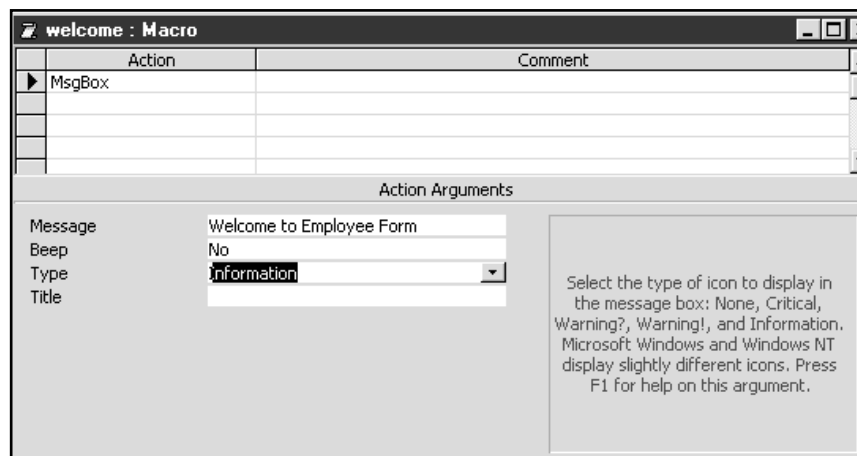 welcome : Macro
Action Comment
MsgBox
Action Arguments
Message Welcome to Employee Form
Beep No
Type Information
Title
Select the type of icon to display in
the message box: None, Critical,
Warning?, Warning!, and Information.
Microsoft Windows and Windows NT
display slightly different icons. Press
F1 for help on this argument.